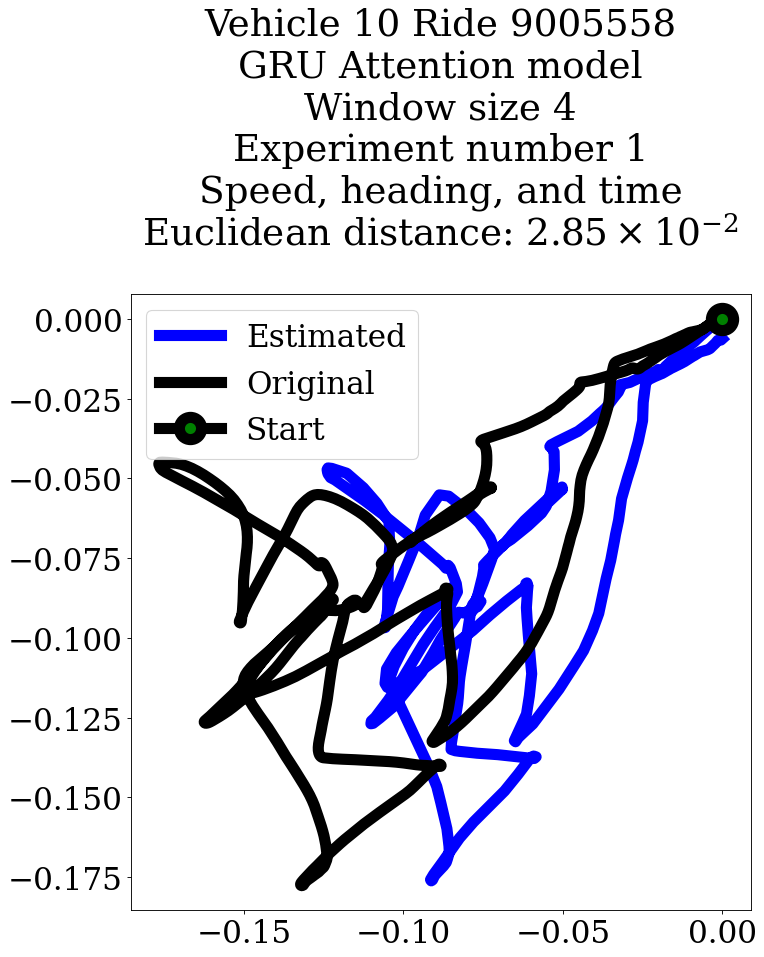 Vehicle 10 Ride 9005558
GRU Attention model
Window size 4
Experiment number 1
Speed, heading, and time
Euclidean distance: 2.85 × 10⁻²
Estimated
Original
Start
0.000
−0.025
−0.050
−0.075
−0.100
−0.125
−0.150
−0.175
−0.15 −0.10 −0.05 0.00